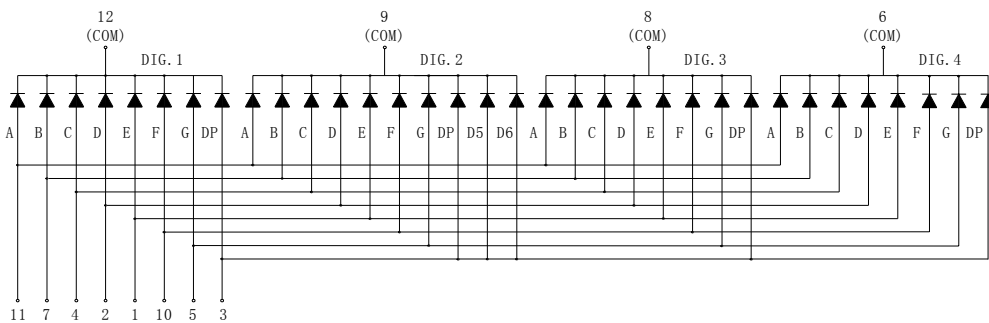 12 9 8 6
(COM) (COM) (COM) (COM)
DIG.1 DIG.2 DIG.3 DIG.4
A B C D E F G DP A B C D E F G DP D5 D6 A B C D E F G DP A B C D E F G DP
11 7 4 2 1 10 5 3